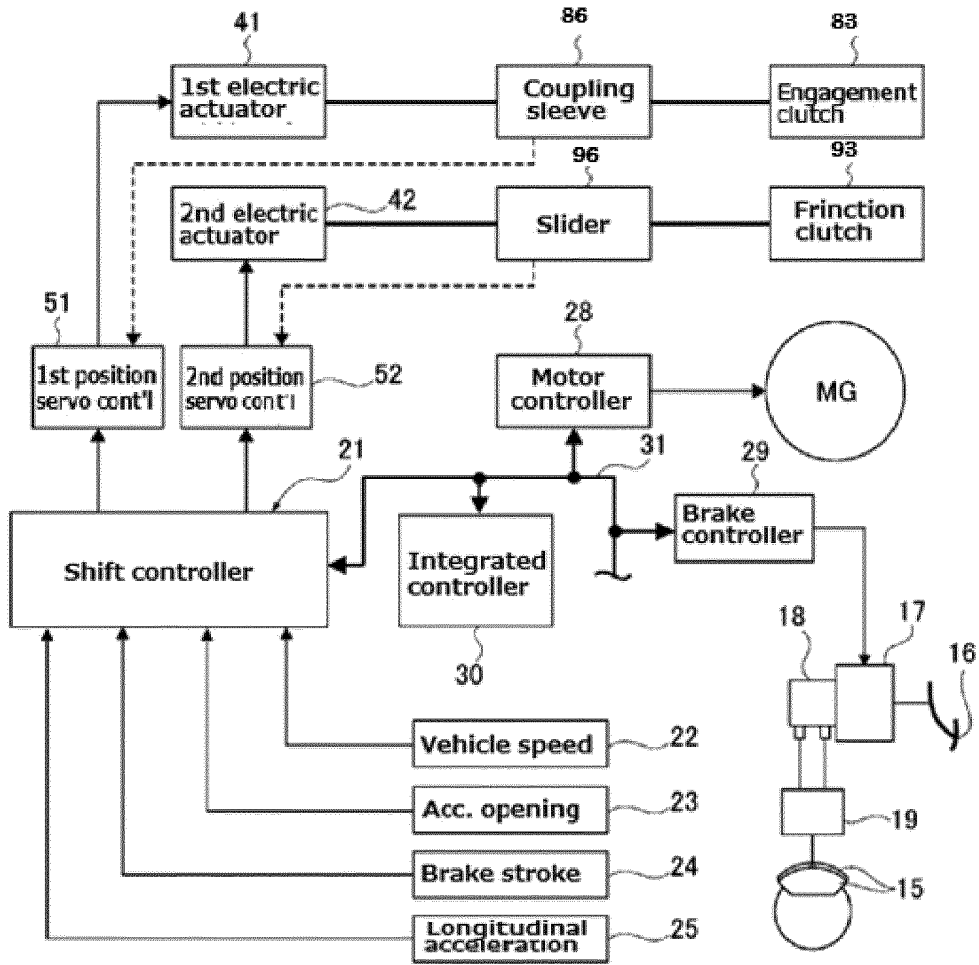 41
86
83
1st electric
actuator
Coupling
sleeve
Engagement
clutch
96
93
2nd electric
actuator
42
Slider
Frinction
clutch
51
28
1st position
servo cont'l
2nd position
servo cont'l
52
Motor
controller
MG
21
31
29
Shift controller
Integrated
controller
Brake
controller
30
18
17
16
Vehicle speed
22
Acc. opening
23
19
Brake stroke
24
15
Longitudinal
acceleration
25